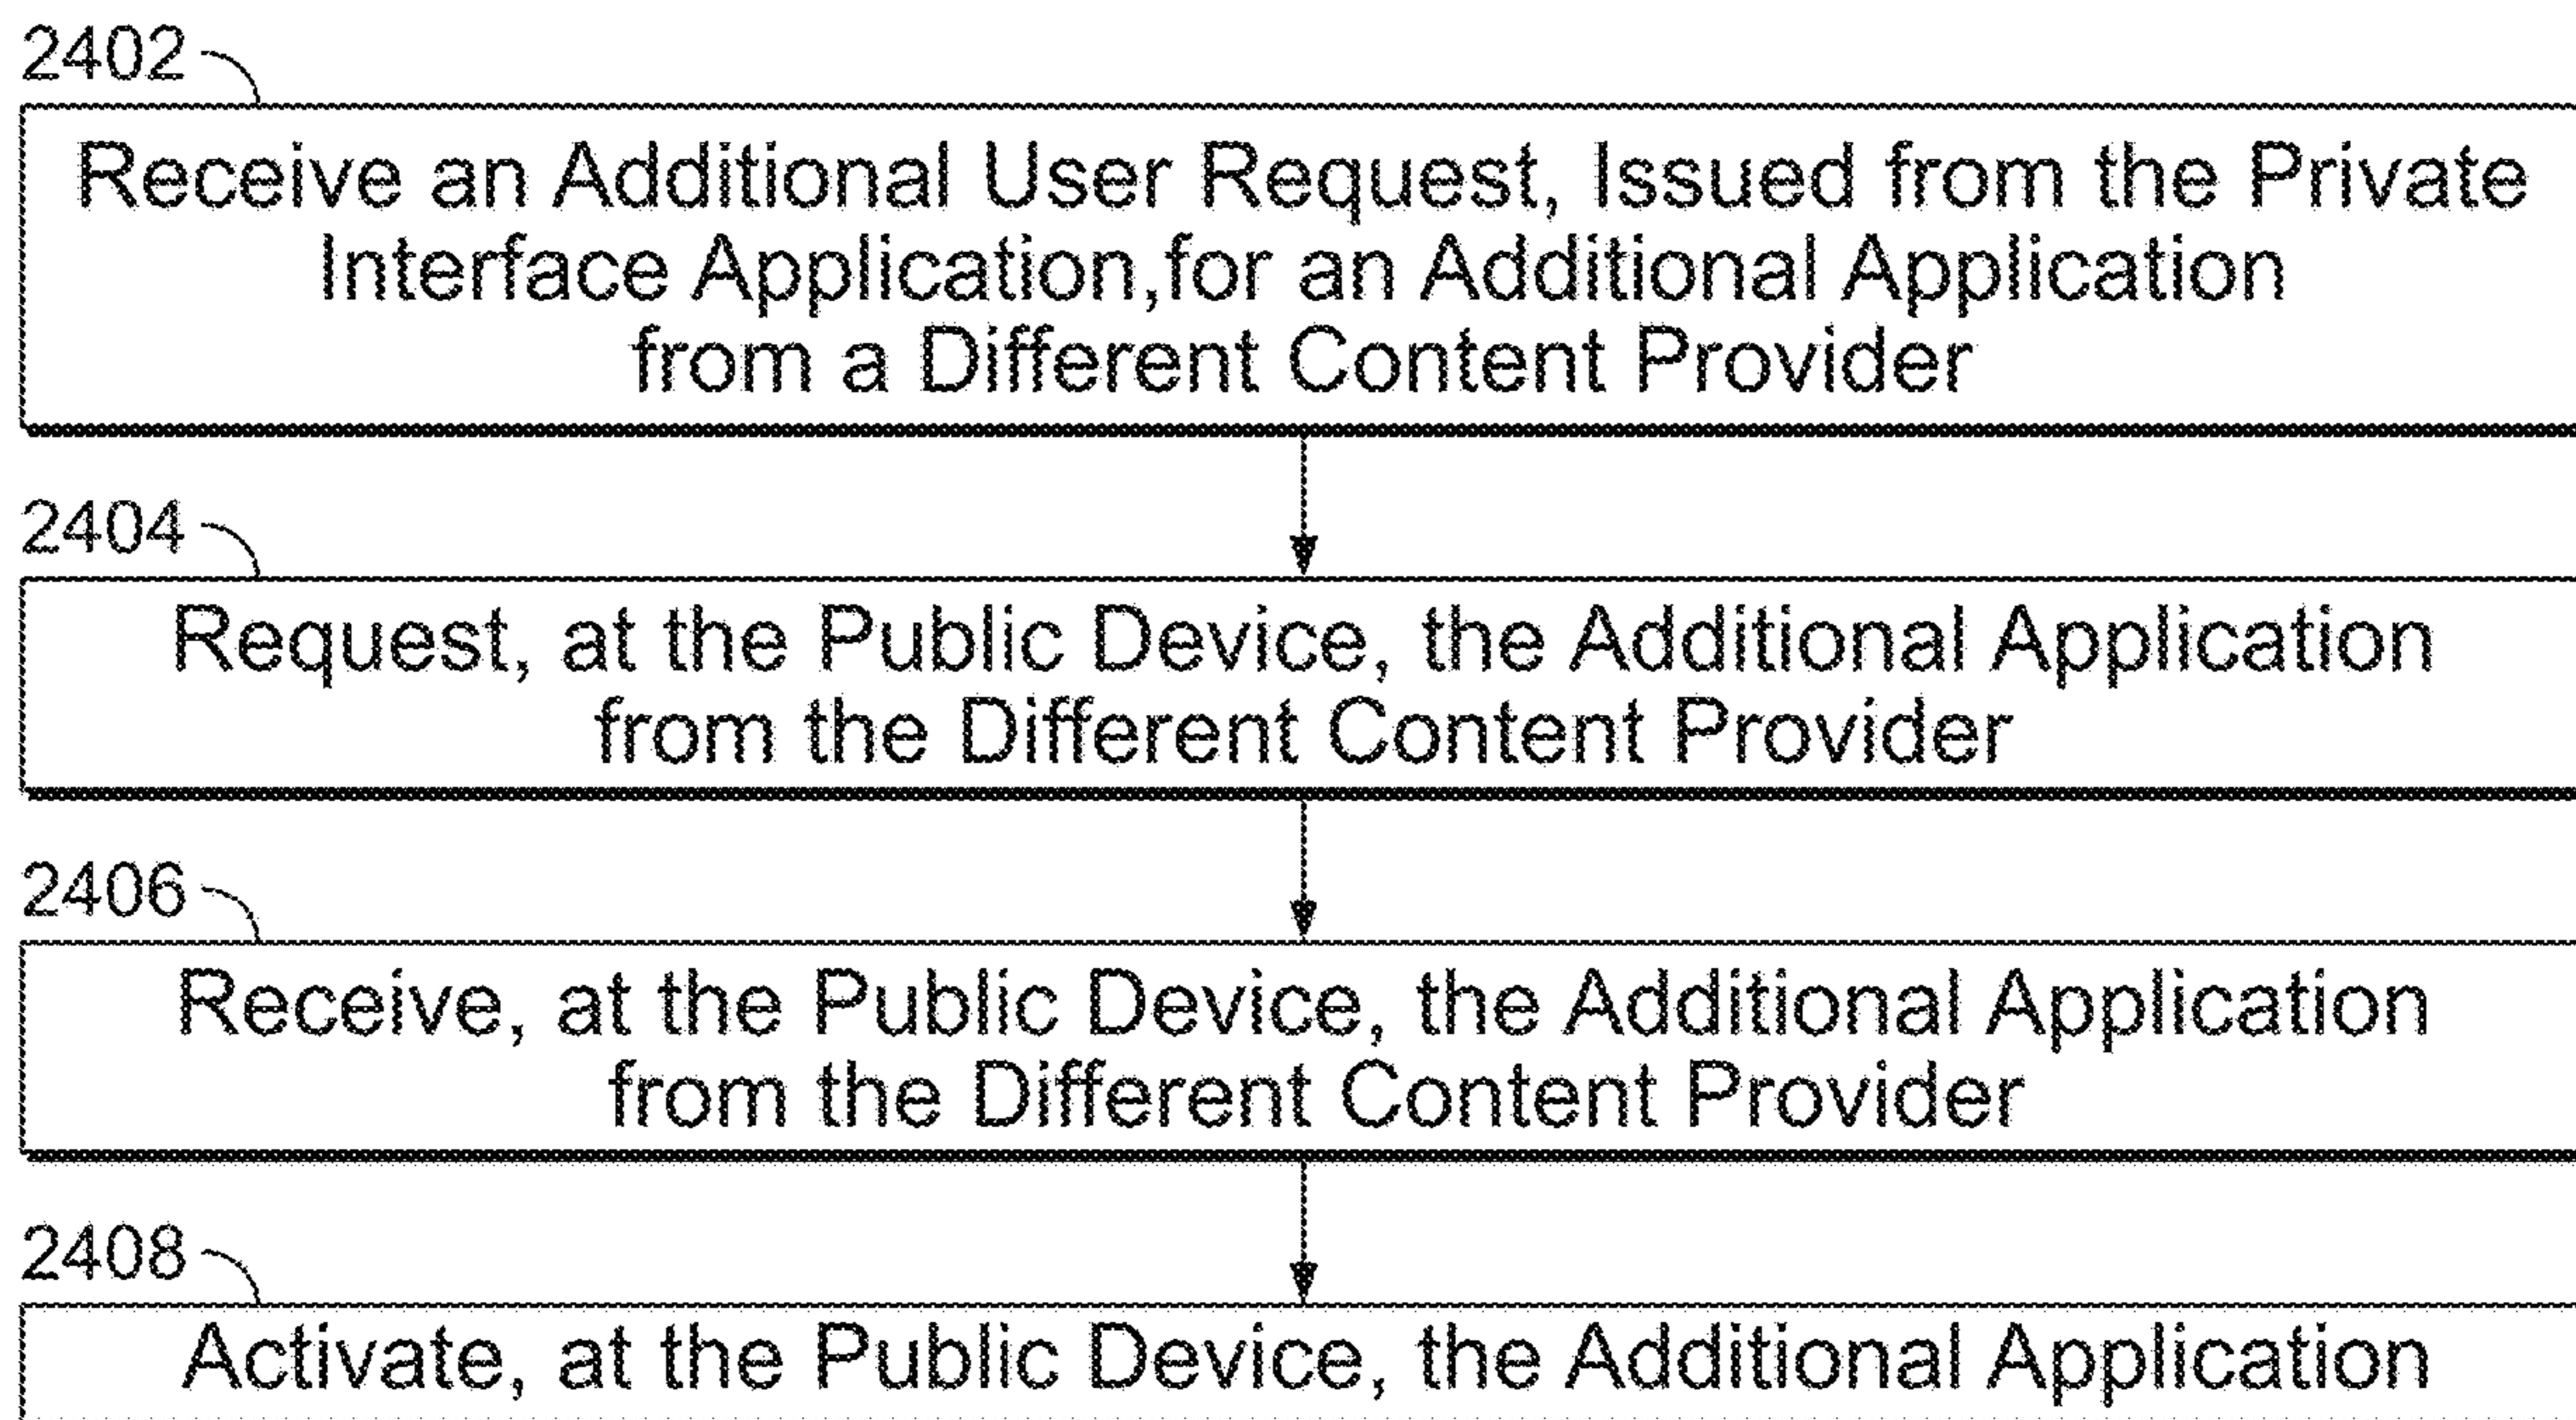 2402
Receive an Additional User Request, Issued from the Private
Interface Application,for an Additional Application
from a Different Content Provider
2404
Request, at the Public Device, the Additional Application
from the Different Content Provider
2406
Receive, at the Public Device, the Additional Application
from the Different Content Provider
2408
Activate, at the Public Device, the Additional Application